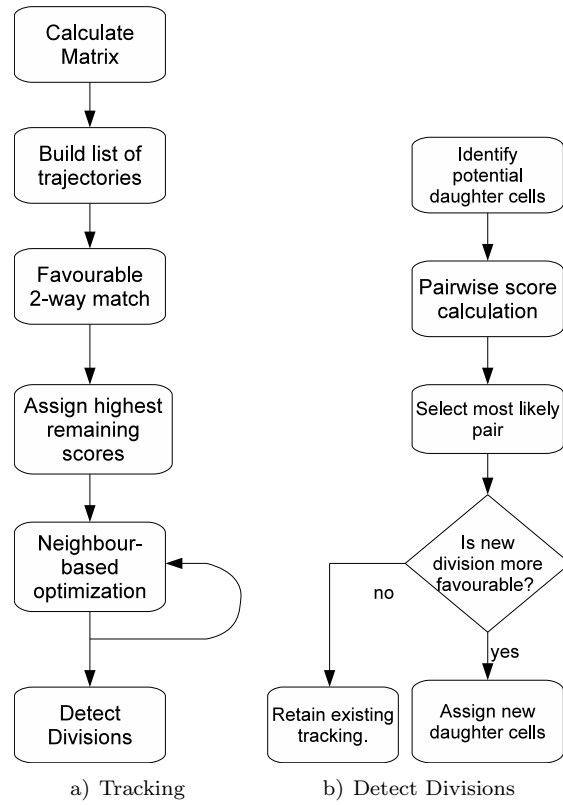 Calculate
Matrix
Build list of
trajectories
Favourable
2-way match
Assign highest
remaining
scores
Neighbour-
based
optimization
Detect
Divisions
a) Tracking
Identify
potential
daughter cells
Pairwise score
calculation
Select most likely
pair
Is new
division more
favourable?
no
yes
Retain existing
tracking.
Assign new
daughter cells
b) Detect Divisions